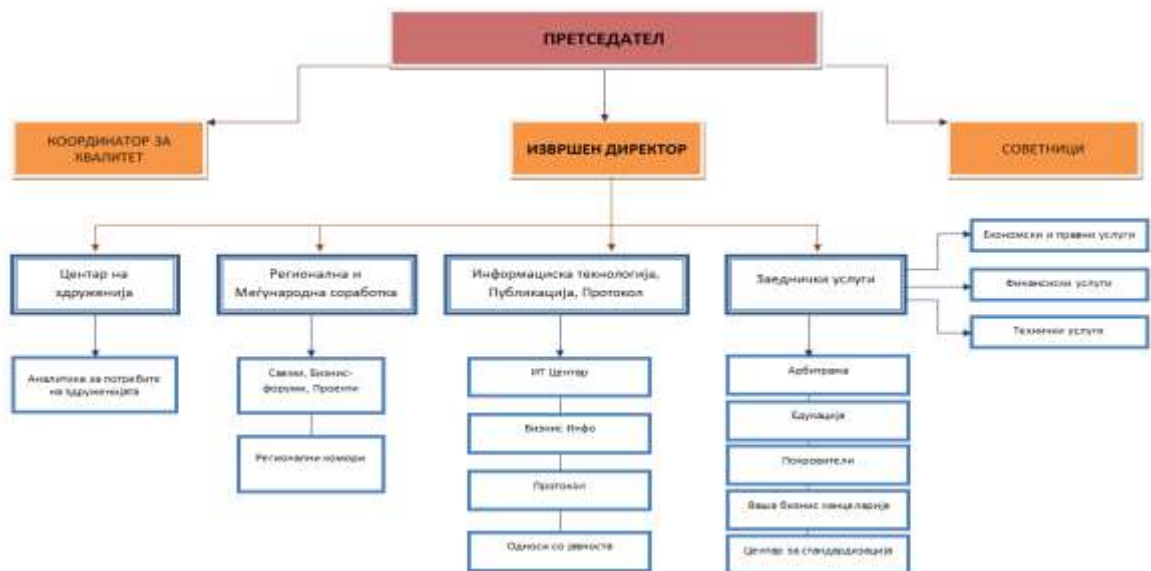 ПРЕТСЕДАТЕЛ
КООРДИНАТОР ЗА
КВАЛИТЕТ
ИЗВРШЕН ДИРЕКТОР
СОВЕТНИЦИ
Центар на
здруженија
Регионална и
Меѓународна соработка
Информациска технологија,
Публикација, Протокол
Заеднички услуги
Економски и правни услуги
Финансиски услуги
Технички услуги
Аналитика за потребите
на здруженијата
Саеми, Бизнис-
форуми, Проекти
Регионални комори
ИТ Центар
Бизнис Инфо
Протокол
Односи со јавноста
Арбитража
Едукација
Покровители
Ваша бизнис канцеларија
Центар за стандардизација